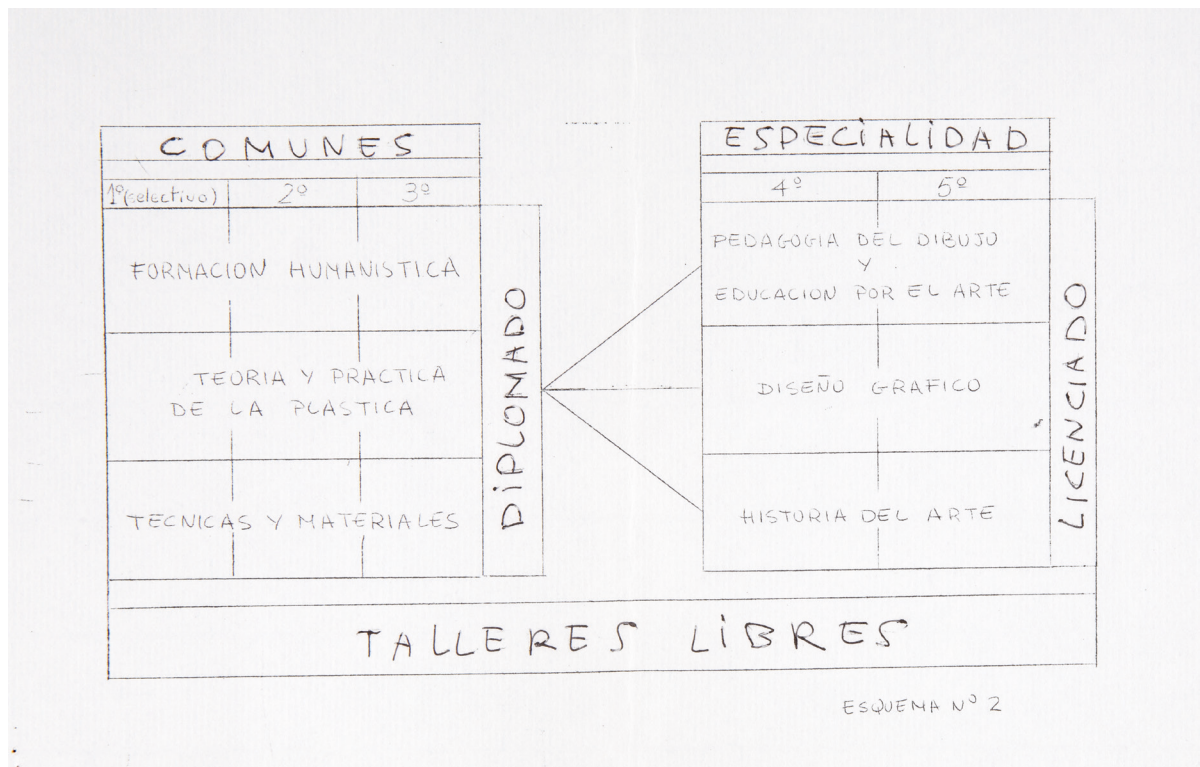 COMUNES
1º(selectivo) 2º 3º
FORMACION HUMANISTICA
TEORIA Y PRACTICA
DE LA PLASTICA
TECNICAS Y MATERIALES
DIPLOMADO
ESPECIALIDAD
4º 5º
PEDAGOGIA DEL DIBUJO
Y
EDUCACION POR EL ARTE
DISEÑO GRAFICO
HISTORIA DEL ARTE
LICENCIADO
TALLERES LIBRES
ESQUEMA Nº 2